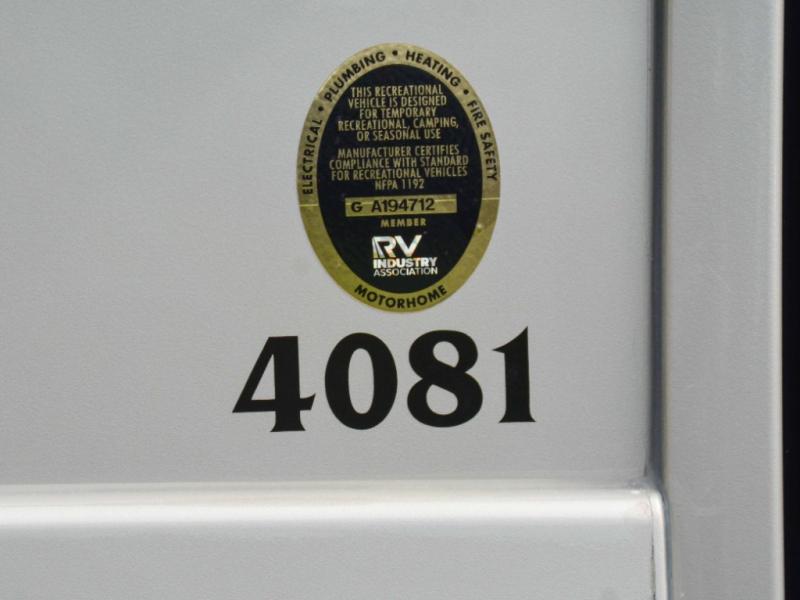 ELECTRICAL • PLUMBING • HEATING • FIRE SAFETY
THIS RECREATIONAL
VEHICLE IS DESIGNED
FOR TEMPORARY
RECREATIONAL, CAMPING,
OR SEASONAL USE
MANUFACTURER CERTIFIES
COMPLIANCE WITH STANDARD
FOR RECREATIONAL VEHICLES
NFPA 1192
G A194712
MEMBER
RV
INDUSTRY
ASSOCIATION
MOTORHOME
4081